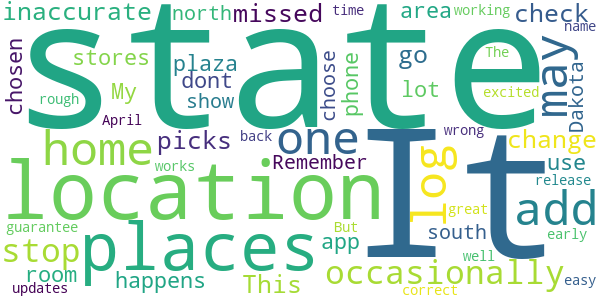 inaccurate
north
missed
time
area
working
check
name
state
chosen
stores
plaza
dont
choose
phone
go
The
may
Dakota
My
show
lot
excited
rough
April
picks
back
one
It
wrong
change
home
Remember
log
works
use
release
location
great
add
guarantee
places
But
south
early
stop
app
well
occasionally
room
happens
This
correct
easy
updates